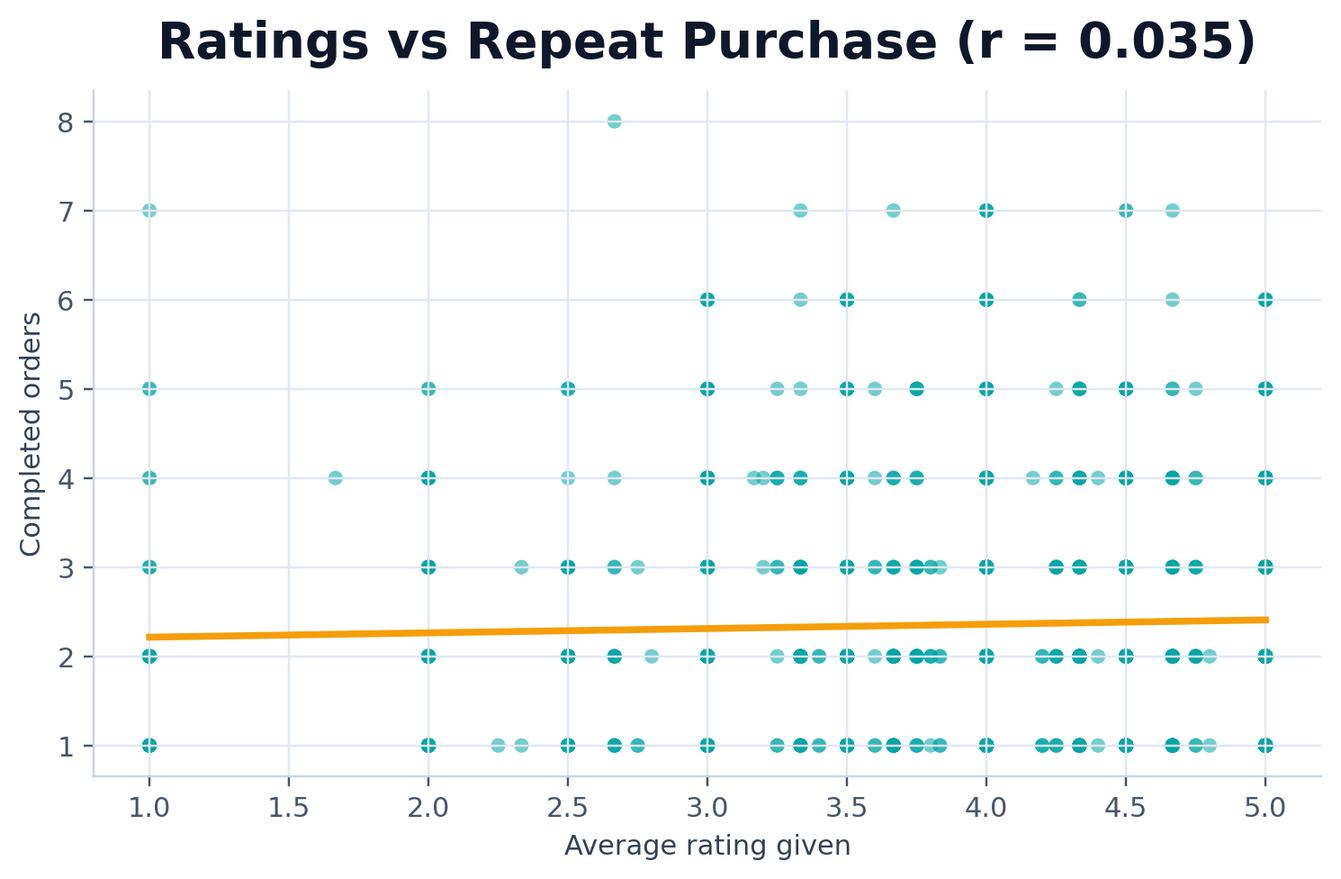 Ratings vs Repeat Purchase (r = 0.035)
Completed orders
8
7
6
5
4
3
2
1
1.0 1.5 2.0 2.5 3.0 3.5 4.0 4.5 5.0
Average rating given